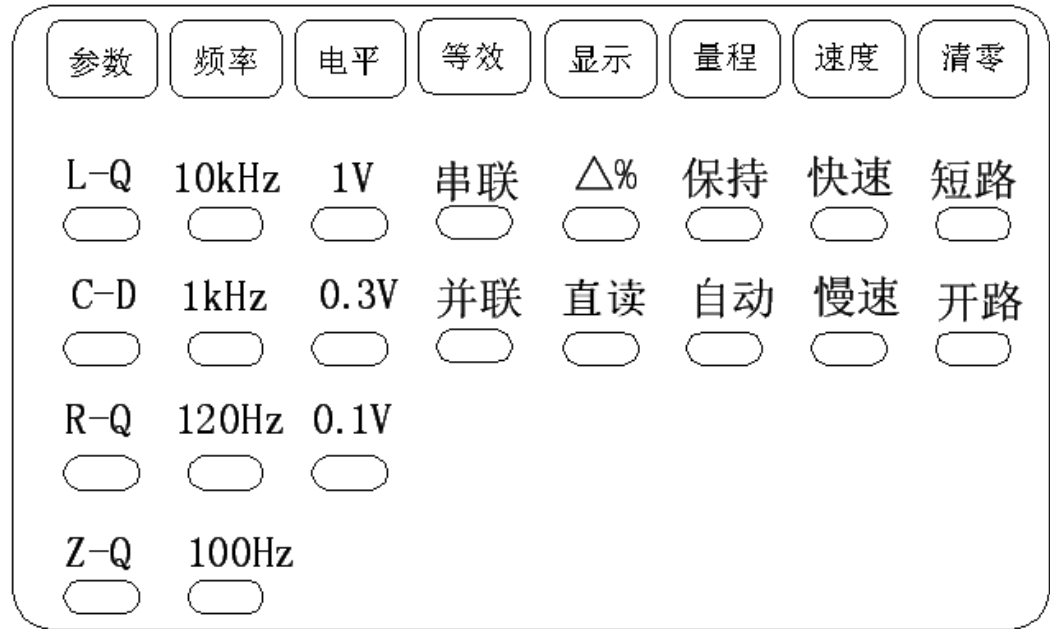 参数 频率 电平 等效 显示 量程 速度 清零
L-Q 10kHz 1V 串联 △% 保持 快速 短路
C-D 1kHz 0.3V 并联 直读 自动 慢速 开路
R-Q 120Hz 0.1V
Z-Q 100Hz